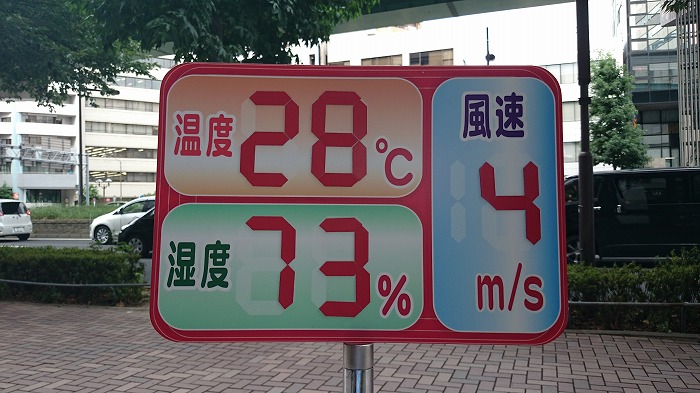 温度 28 ℃
湿度 73 %
風速
4
m/s